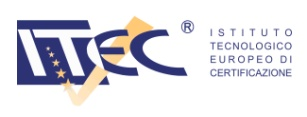 ITEC®
ISTITUTO
TECNOLOGICO
EUROPEO DI
CERTIFICAZIONE